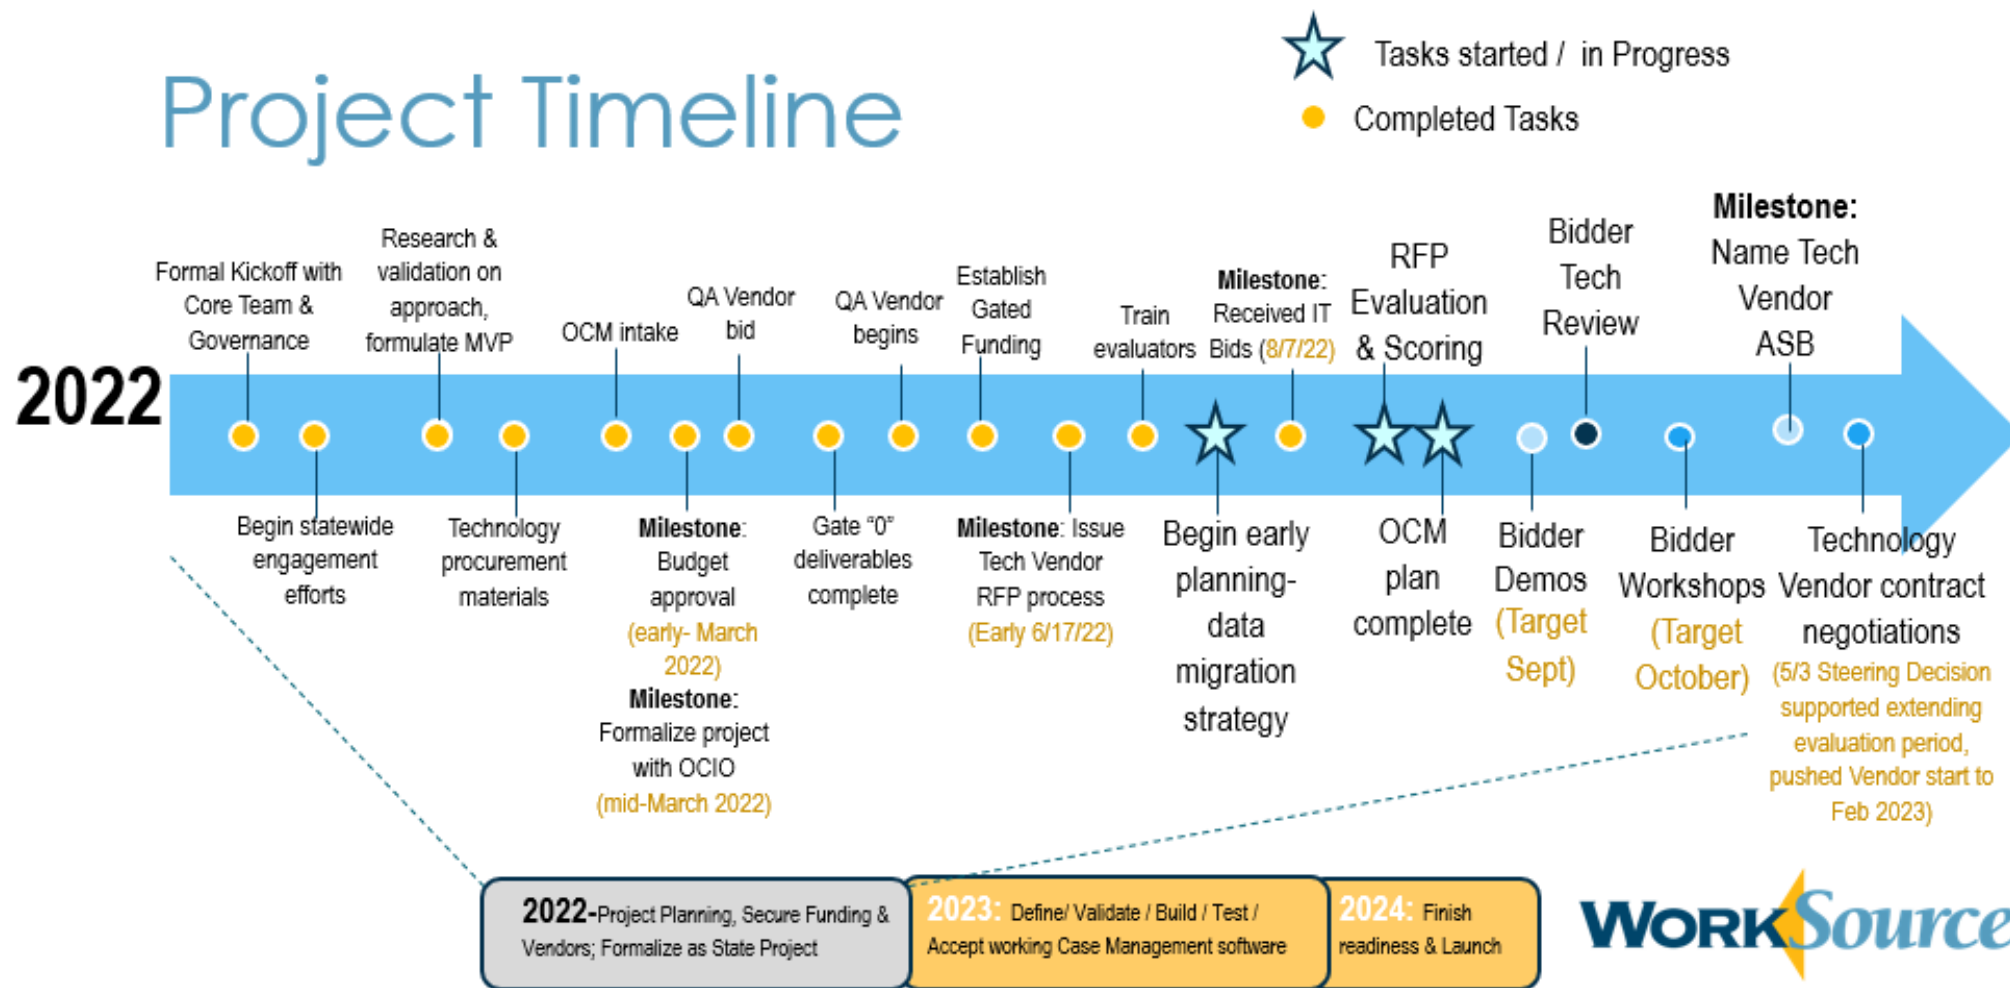 Project Timeline
Tasks started / in Progress
Completed Tasks
2022
Formal Kickoff with
Core Team &
Governance
Research &
validation on
approach,
formulate MVP
OCM intake
QA Vendor
bid
QA Vendor
begins
Establish
Gated
Funding
Train
evaluators
Milestone:
Received IT
Bids (8/7/22)
RFP
Evaluation
& Scoring
Bidder
Tech
Review
Milestone:
Name Tech
Vendor
ASB
Begin statewide
engagement
efforts
Technology
procurement
materials
Milestone:
Budget
approval
(early- March
2022)
Milestone:
Formalize project
with OCIO
(mid-March 2022)
Gate “0”
deliverables
complete
Milestone: Issue
Tech Vendor
RFP process
(Early 6/17/22)
Begin early
planning-
data
migration
strategy
OCM
plan
complete
Bidder
Demos
(Target
Sept)
Bidder
Workshops
(Target
October)
Technology
Vendor contract
negotiations
(5/3 Steering Decision
supported extending
evaluation period,
pushed Vendor start to
Feb 2023)
2022-Project Planning, Secure Funding &
Vendors; Formalize as State Project
2023: Define/ Validate / Build / Test /
Accept working Case Management software
2024: Finish
readiness & Launch
WORKSource